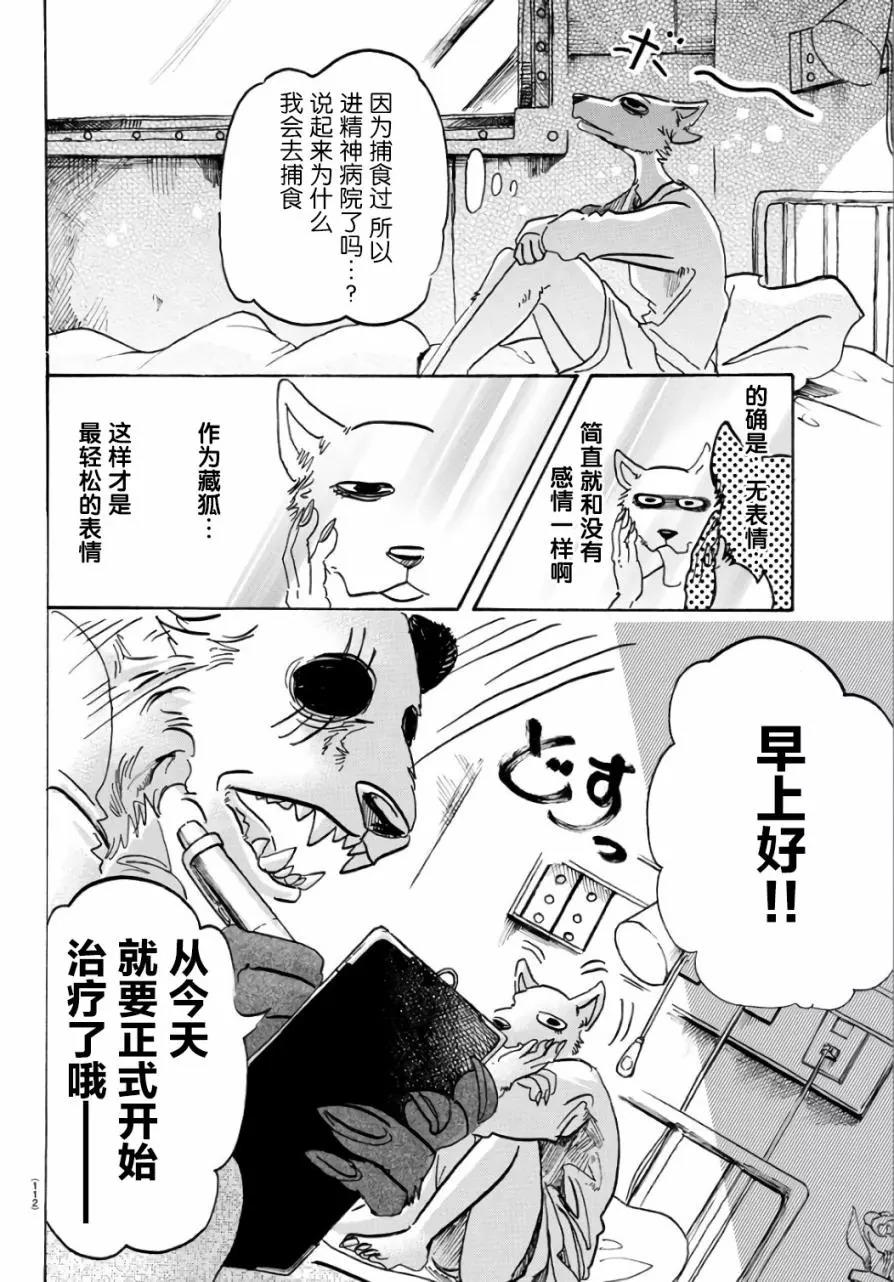 ボーー
因为捕食过 所以
进精神病院了吗…?
说起来为什么
我会去捕食
的确是…无表情
简直就和没有
感情一样啊
作为藏狐…
这样才是
最轻松的表情
早上好!!
どすっ
从今天
就要正式开始
治疗了哦——
(112)